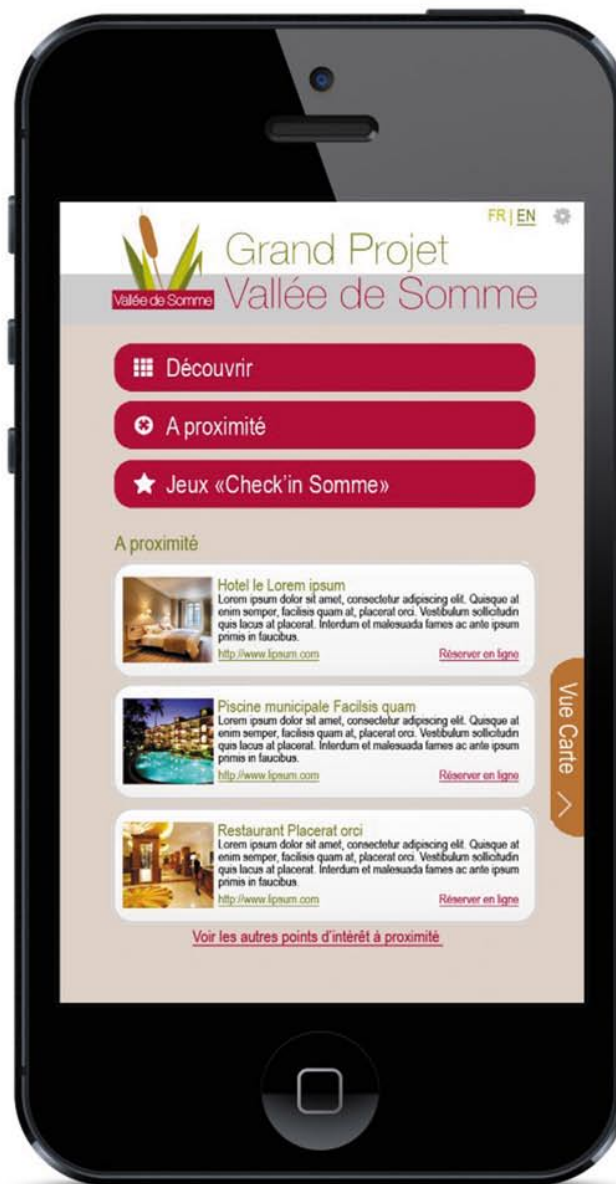 FR | EN
Grand Projet
Vallée de Somme
Vallée de Somme
Découvrir
A proximité
Jeux «Check'in Somme»
A proximité
Hotel le Lorem ipsum
Lorem ipsum dolor sit amet, consectetur adipiscing elit. Quisque at
enim semper, facilisis quam at, placerat orci. Vestibulum sollicitudin
quis lacus at placerat. Interdum et malesuada fames ac ante ipsum
primis in faucibus.
http://www.lipsum.com Réserver en ligne
Piscine municipale Facilsis quam
Lorem ipsum dolor sit amet, consectetur adipiscing elit. Quisque at
enim semper, facilisis quam at, placerat orci. Vestibulum sollicitudin
quis lacus at placerat. Interdum et malesuada fames ac ante ipsum
primis in faucibus.
http://www.lipsum.com Réserver en ligne
Restaurant Placerat orci
Lorem ipsum dolor sit amet, consectetur adipiscing elit. Quisque at
enim semper, facilisis quam at, placerat orci. Vestibulum sollicitudin
quis lacus at placerat. Interdum et malesuada fames ac ante ipsum
primis in faucibus.
http://www.lipsum.com Réserver en ligne
Voir les autres points d'intérêt à proximité
Vue Carte